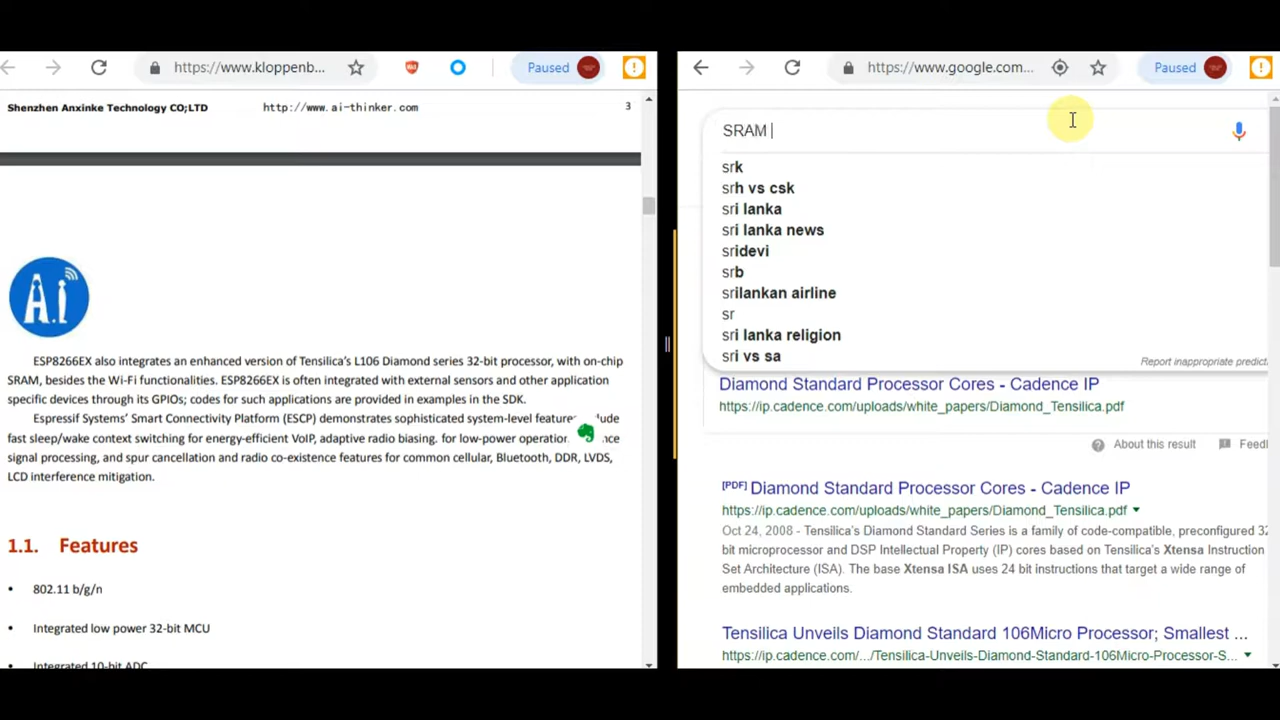 https://www.kloppenb...
Paused
Shenzhen Anxinke Technology CO;LTD http://www.ai-thinker.com 3
A.i
ESP8266EX also integrates an enhanced version of Tensilica's L106 Diamond series 32-bit processor, with on-chip
SRAM, besides the Wi-Fi functionalities. ESP8266EX is often integrated with external sensors and other application
specific devices through its GPIOs; codes for such applications are provided in examples in the SDK.
Espressif Systems' Smart Connectivity Platform (ESCP) demonstrates sophisticated system-level feature
fast sleep/wake context switching for energy-efficient VoIP, adaptive radio biasing. for low-power operation
signal processing, and spur cancellation and radio co-existence features for common cellular, Bluetooth, DDR, LVDS,
LCD interference mitigation.
1.1. Features
• 802.11 b/g/n
• Integrated low power 32-bit MCU
• Integrated 10-bit ADC
https://www.google.com...
Paused
SRAM
srk
srh vs csk
sri lanka
sri lanka news
sridevi
srb
srilankan airline
sr
sri lanka religion
sri vs sa
Report inappropriate predict
Diamond Standard Processor Cores - Cadence IP
https://ip.cadence.com/uploads/white_papers/Diamond_Tensilica.pdf
About this result Feed
[PDF] Diamond Standard Processor Cores - Cadence IP
https://ip.cadence.com/uploads/white_papers/Diamond_Tensilica.pdf
Oct 24, 2008 - Tensilica's Diamond Standard Series is a family of code-compatible, preconfigured 32
bit microprocessor and DSP Intellectual Property (IP) cores based on Tensilica's Xtensa Instruction
Set Architecture (ISA). The base Xtensa ISA uses 24 bit instructions that target a wide range of
embedded applications.
Tensilica Unveils Diamond Standard 106Micro Processor; Smallest ...
https://ip.cadence.com/.../Tensilica-Unveils-Diamond-Standard-106Micro-Processor-S...